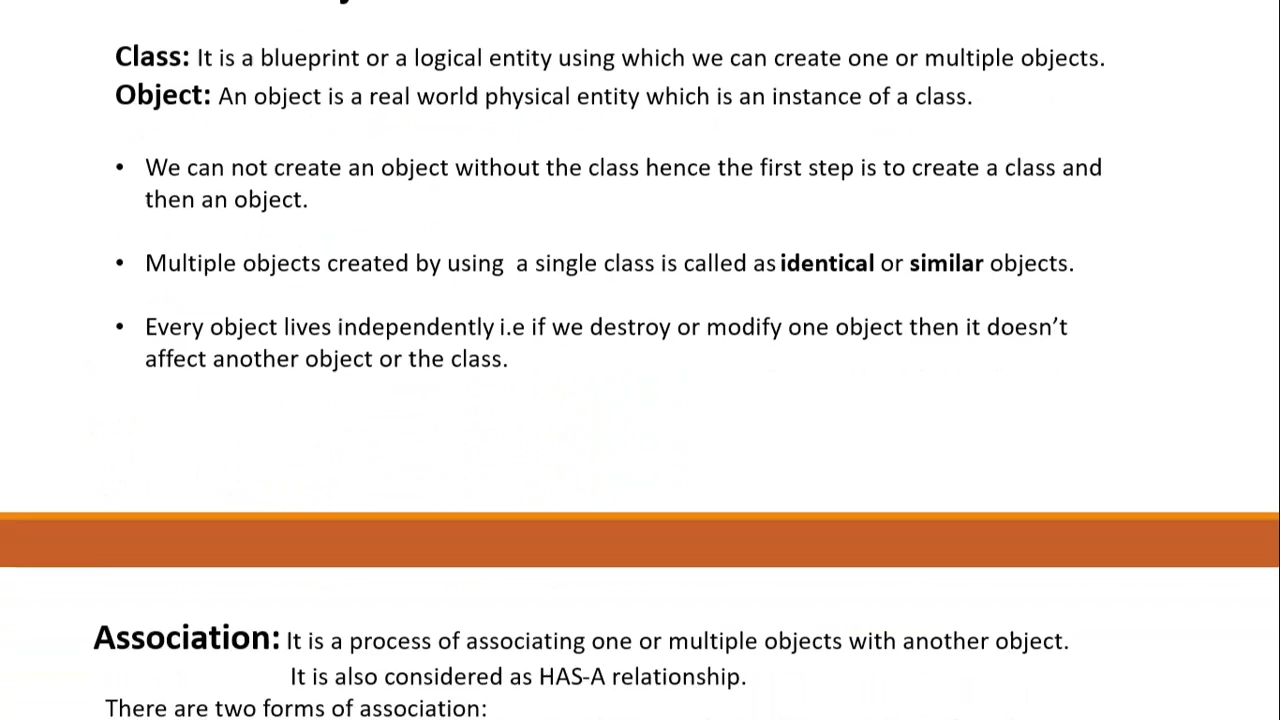 Class: It is a blueprint or a logical entity using which we can create one or multiple objects.
Object: An object is a real world physical entity which is an instance of a class.
• We can not create an object without the class hence the first step is to create a class and
then an object.
• Multiple objects created by using a single class is called as identical or similar objects.
• Every object lives independently i.e if we destroy or modify one object then it doesn't
affect another object or the class.
Association: It is a process of associating one or multiple objects with another object.
It is also considered as HAS-A relationship.
There are two forms of association: